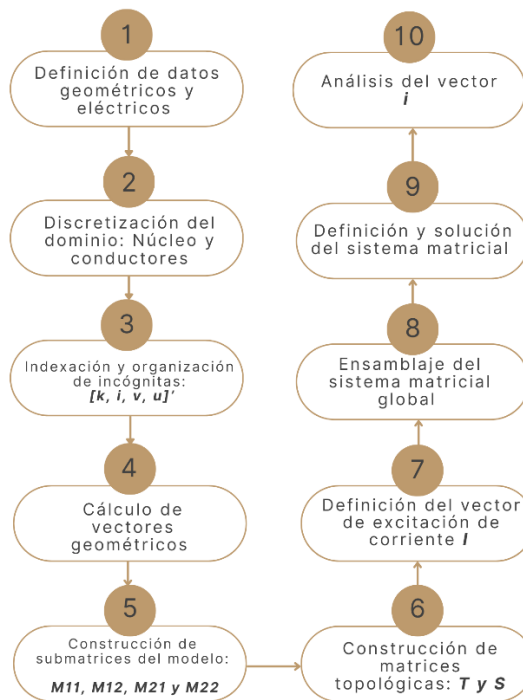 1
Definición de datos
geométricos y
eléctricos
2
Discretización del
dominio: Núcleo y
conductores
3
Indexación y organización
de incógnitas:
[k, i, v, u]'
4
Cálculo de
vectores
geométricos
5
Construcción de
submatrices del modelo:
M11, M12, M21 y M22
6
Construcción de
matrices
topológicas: T y S
7
Definición del vector
de excitación de
corriente I
8
Ensamblaje del
sistema matricial
global
9
Definición y solución
del sistema matricial
10
Análisis del vector
i